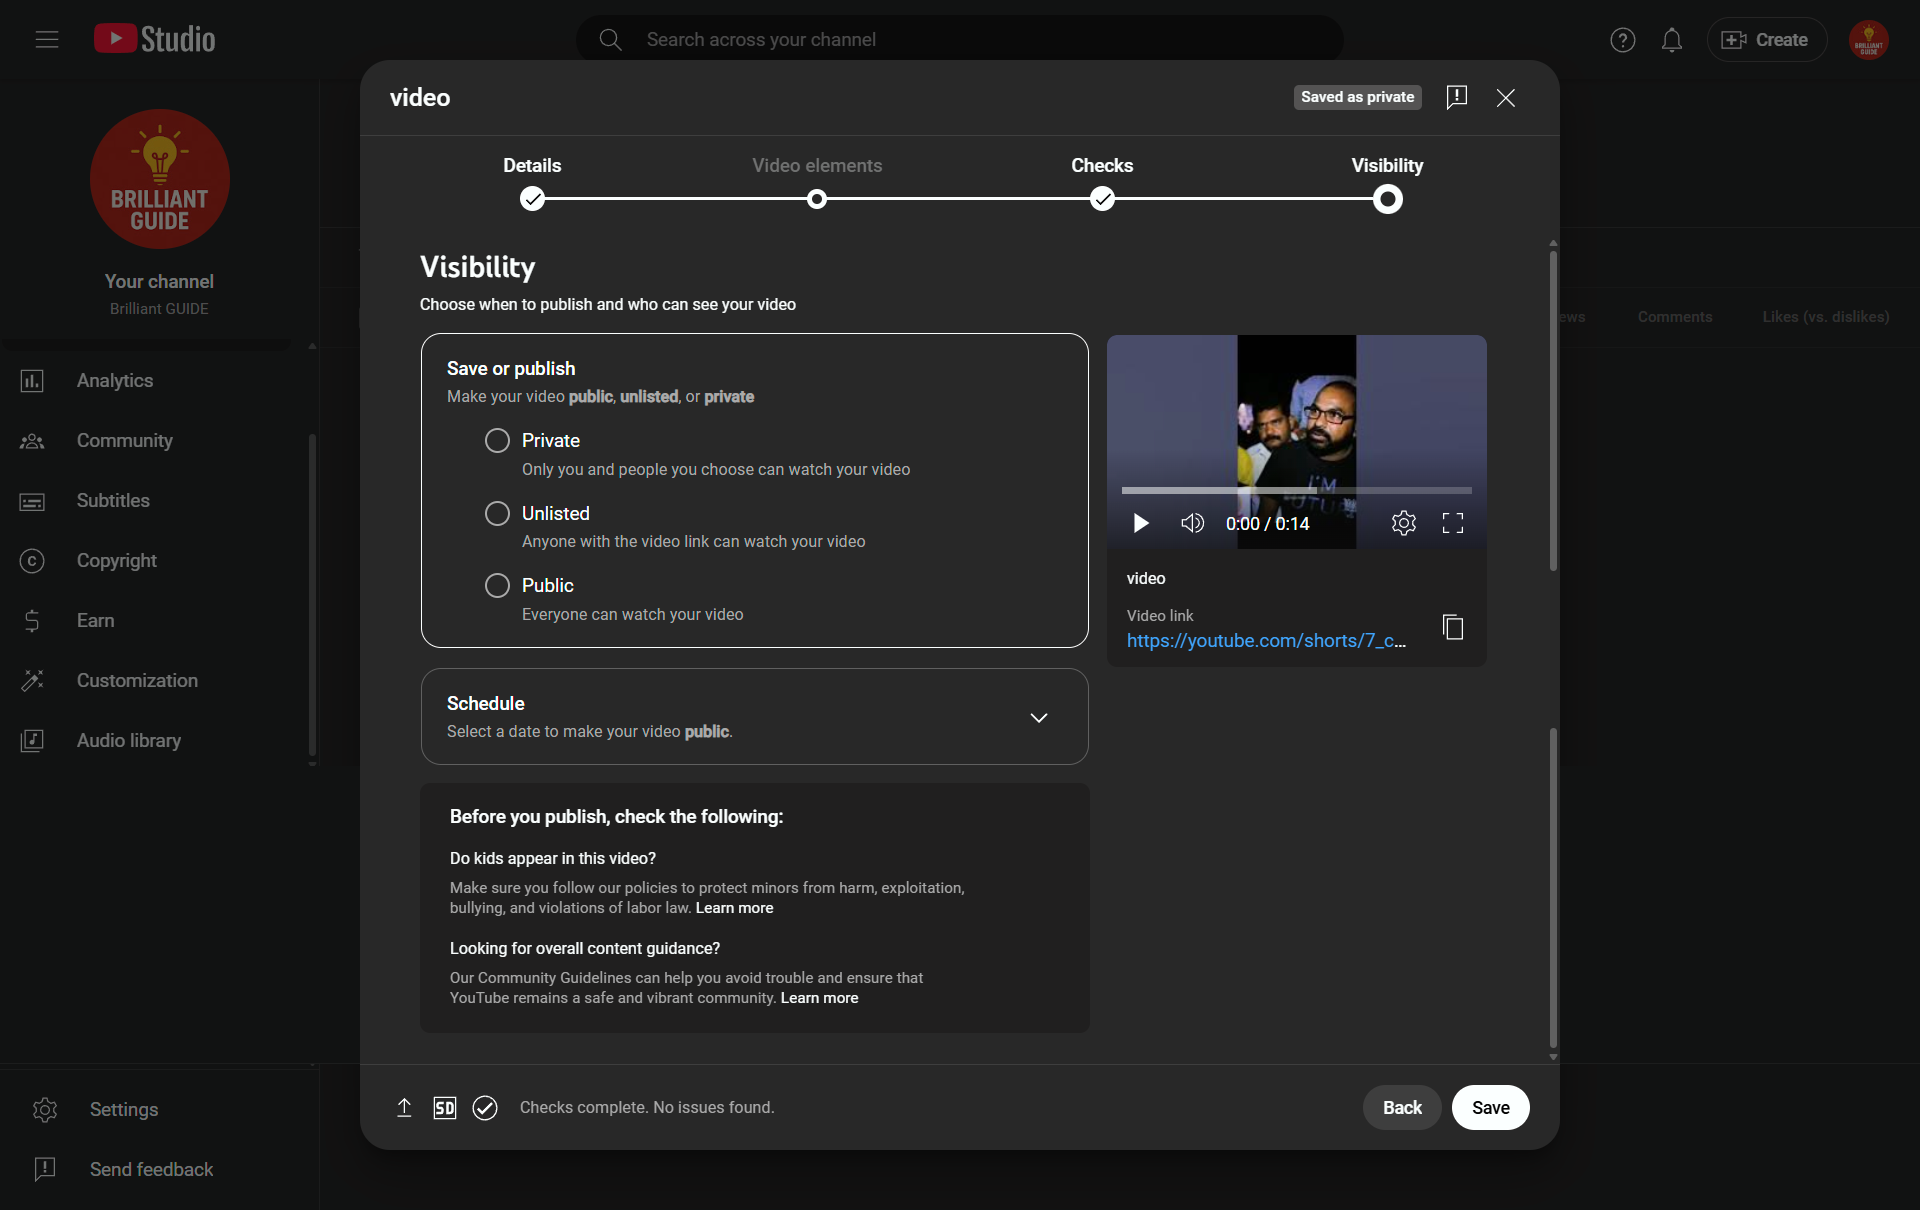 Studio
Search across your channel
Create
BRILLIANT
GUIDE
video
Saved as private
Details
Video elements
Checks
Visibility
BRILLIANT
GUIDE
Your channel
Brilliant GUIDE
Analytics
Community
Subtitles
Copyright
Earn
Customization
Audio library
Settings
Send feedback
Visibility
Choose when to publish and who can see your video
Save or publish
Make your video public, unlisted, or private
Private
Only you and people you choose can watch your video
Unlisted
Anyone with the video link can watch your video
Public
Everyone can watch your video
Schedule
Select a date to make your video public.
Before you publish, check the following:
Do kids appear in this video?
Make sure you follow our policies to protect minors from harm, exploitation,
bullying, and violations of labor law. Learn more
Looking for overall content guidance?
Our Community Guidelines can help you avoid trouble and ensure that
YouTube remains a safe and vibrant community. Learn more
I'M
0:00 / 0:14
video
Video link
https://youtube.com/shorts/7_c...
Comments
Likes (vs. dislikes)
SD
Checks complete. No issues found.
Back
Save